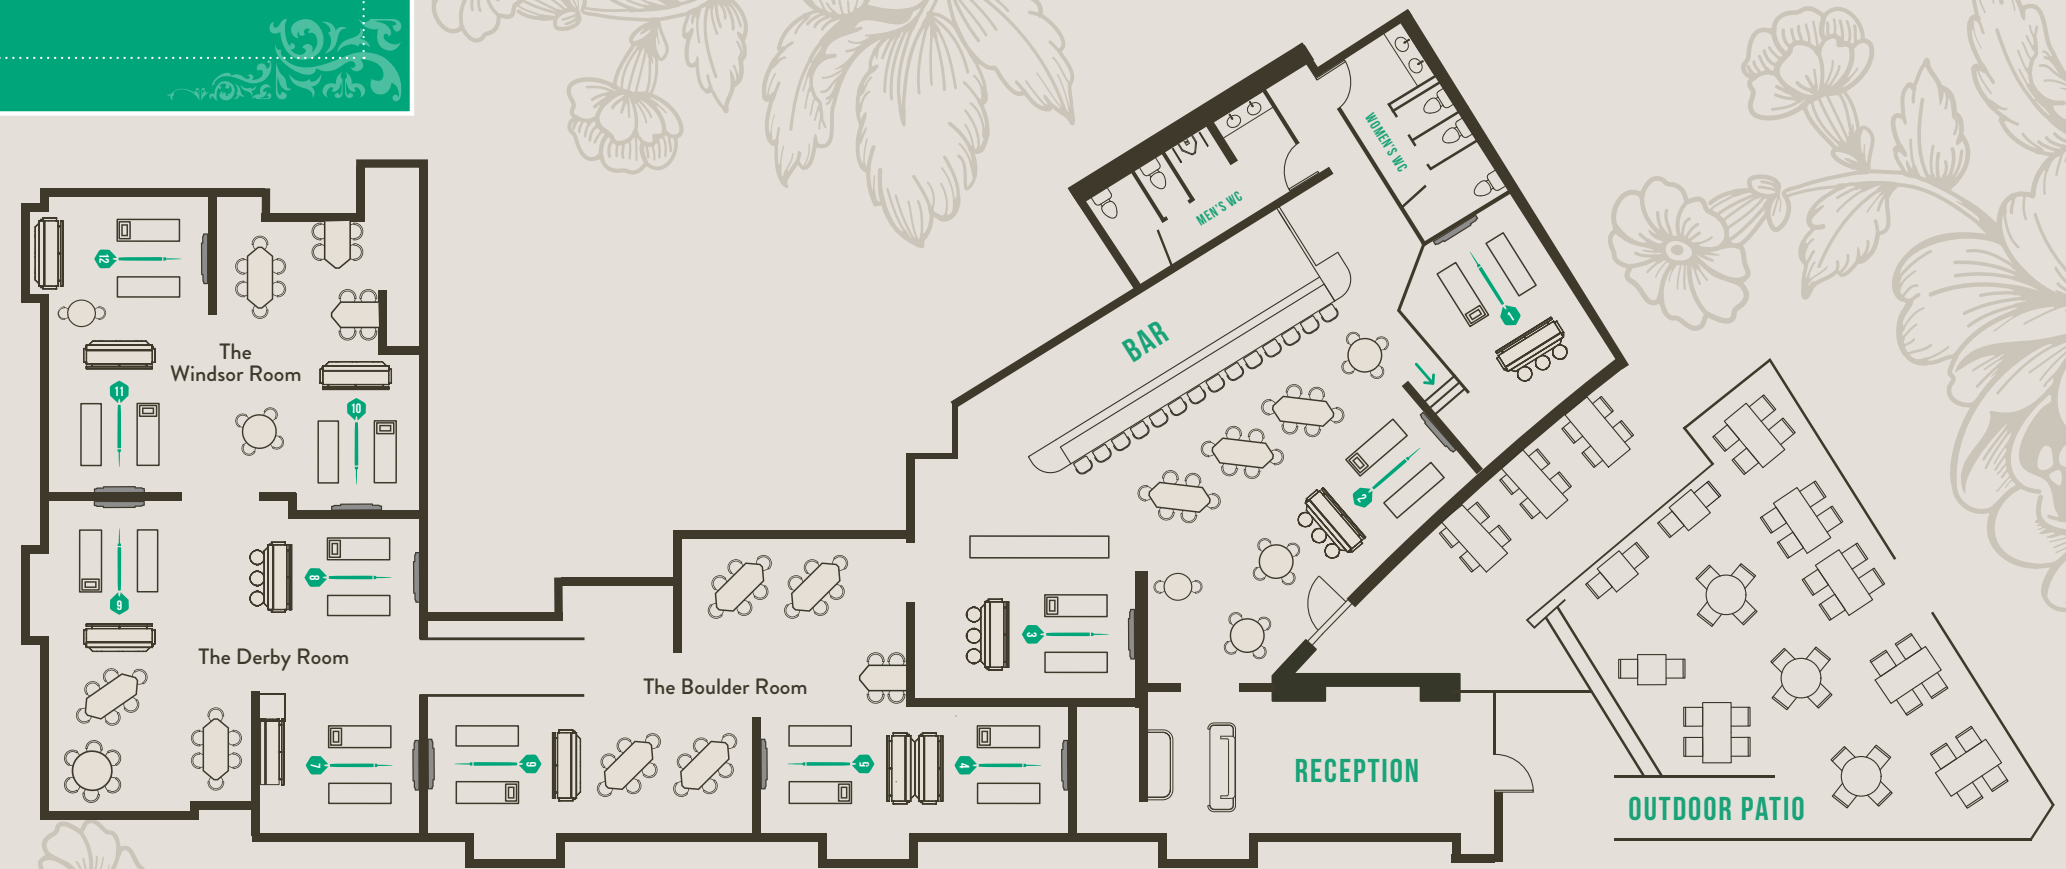 WOMEN'S WC
MEN'S WC
BAR
1
2
3
4
5
6
7
8
9
10
11
12
The
Windsor Room
The Derby Room
The Boulder Room
RECEPTION
OUTDOOR PATIO